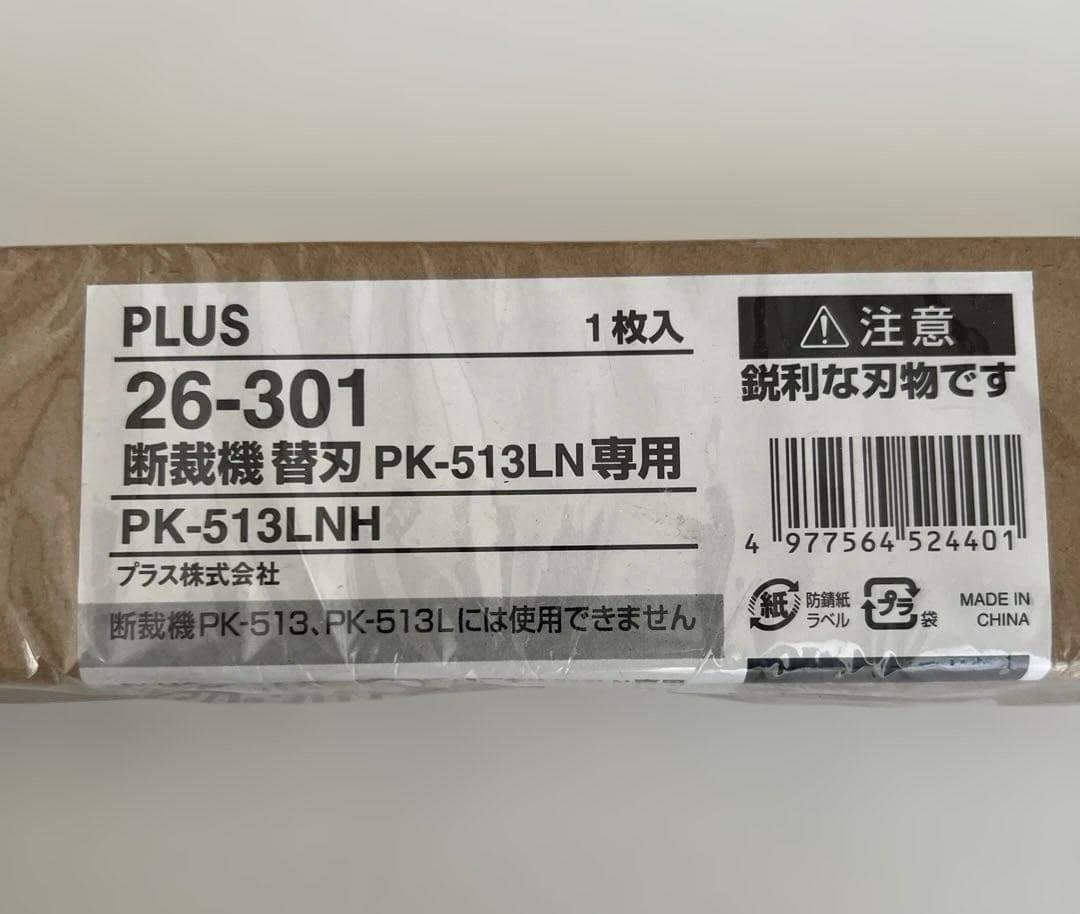 PLUS
1枚入
26-301
断裁機 替刃 PK-513LN専用
PK-513LNH
プラス株式会社
断裁機PK-513、PK-513Lには使用できません
注意
鋭利な刃物です
4 977564 524401
紙
防錆紙
ラベル
プラ
袋
MADE IN
CHINA